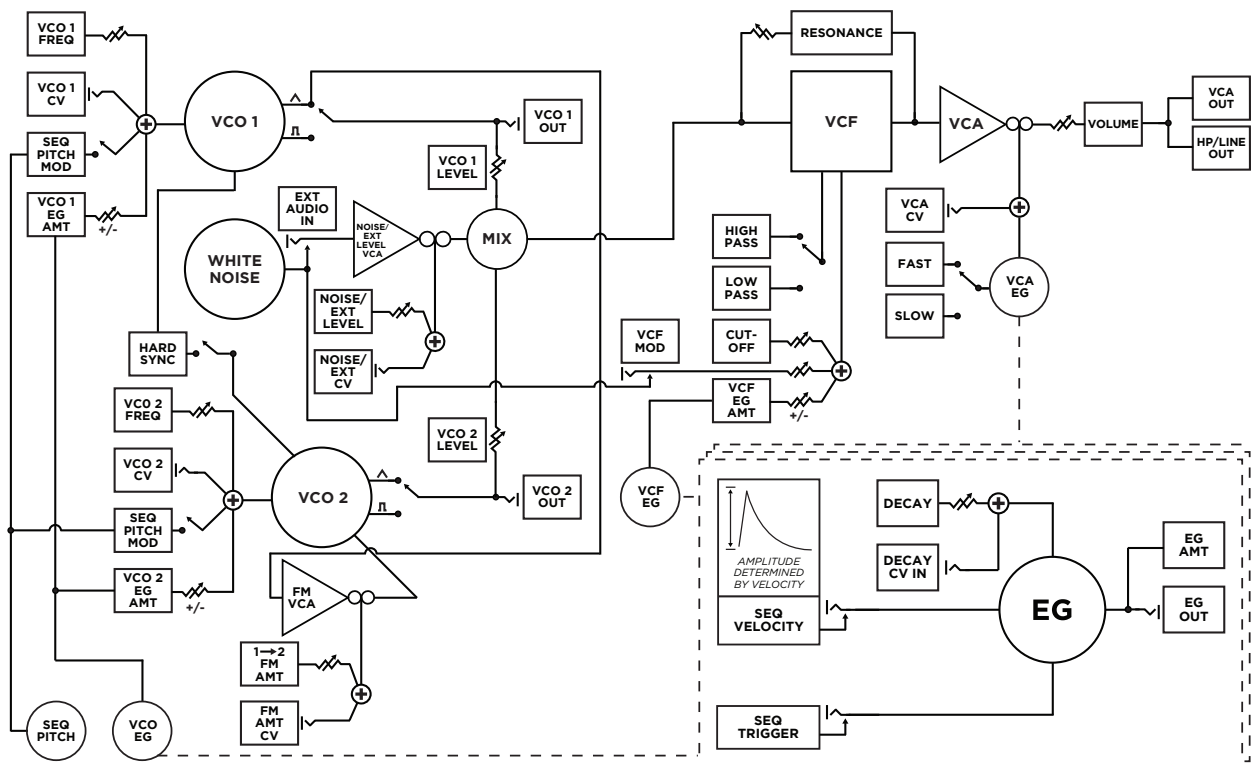 VCO 1
FREQ
VCO 1
CV
SEQ
PITCH
MOD
VCO 1
EG
AMT
+/-
VCO 1
VCO 1
OUT
VCO 1
LEVEL
EXT
AUDIO
IN
NOISE/
EXT
LEVEL
VCA
MIX
WHITE
NOISE
NOISE/
EXT
LEVEL
NOISE/
EXT
CV
HARD
SYNC
VC0 2
FREQ
VCO 2
CV
SEQ
PITCH
MOD
VCO 2
EG
AMT
+/-
VCO 2
VCO 2
LEVEL
VCO 2
OUT
FM
VCA
1→2
FM
AMT
FM
AMT
CV
SEQ
PITCH
VCO
EG
RESONANCE
VCF
VCA
VOLUME
VCA
OUT
HP/LINE
OUT
HIGH
PASS
LOW
PASS
VCF
MOD
CUT-
OFF
VCF
EG
AMT
+/-
VCF
EG
VCA
CV
FAST
SLOW
VCA
EG
AMPLITUDE
DETERMINED
BY VELOCITY
SEQ
VELOCITY
SEQ
TRIGGER
DECAY
DECAY
CV IN
EG
EG
AMT
EG
OUT